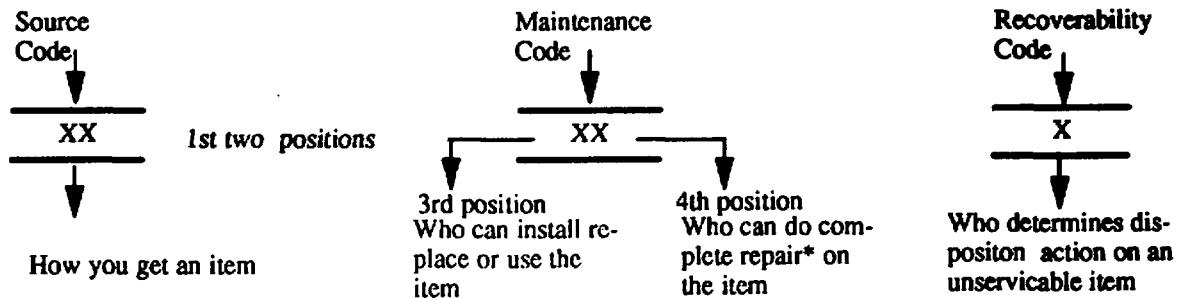 Source
Code
XX
1st two positions
How you get an item
Maintenance
Code
XX
3rd position
Who can install re-
place or use the
item
4th position
Who can do com-
plete repair* on
the item
Recoverability
Code
X
Who determines dis-
positon action on an
unservicable item